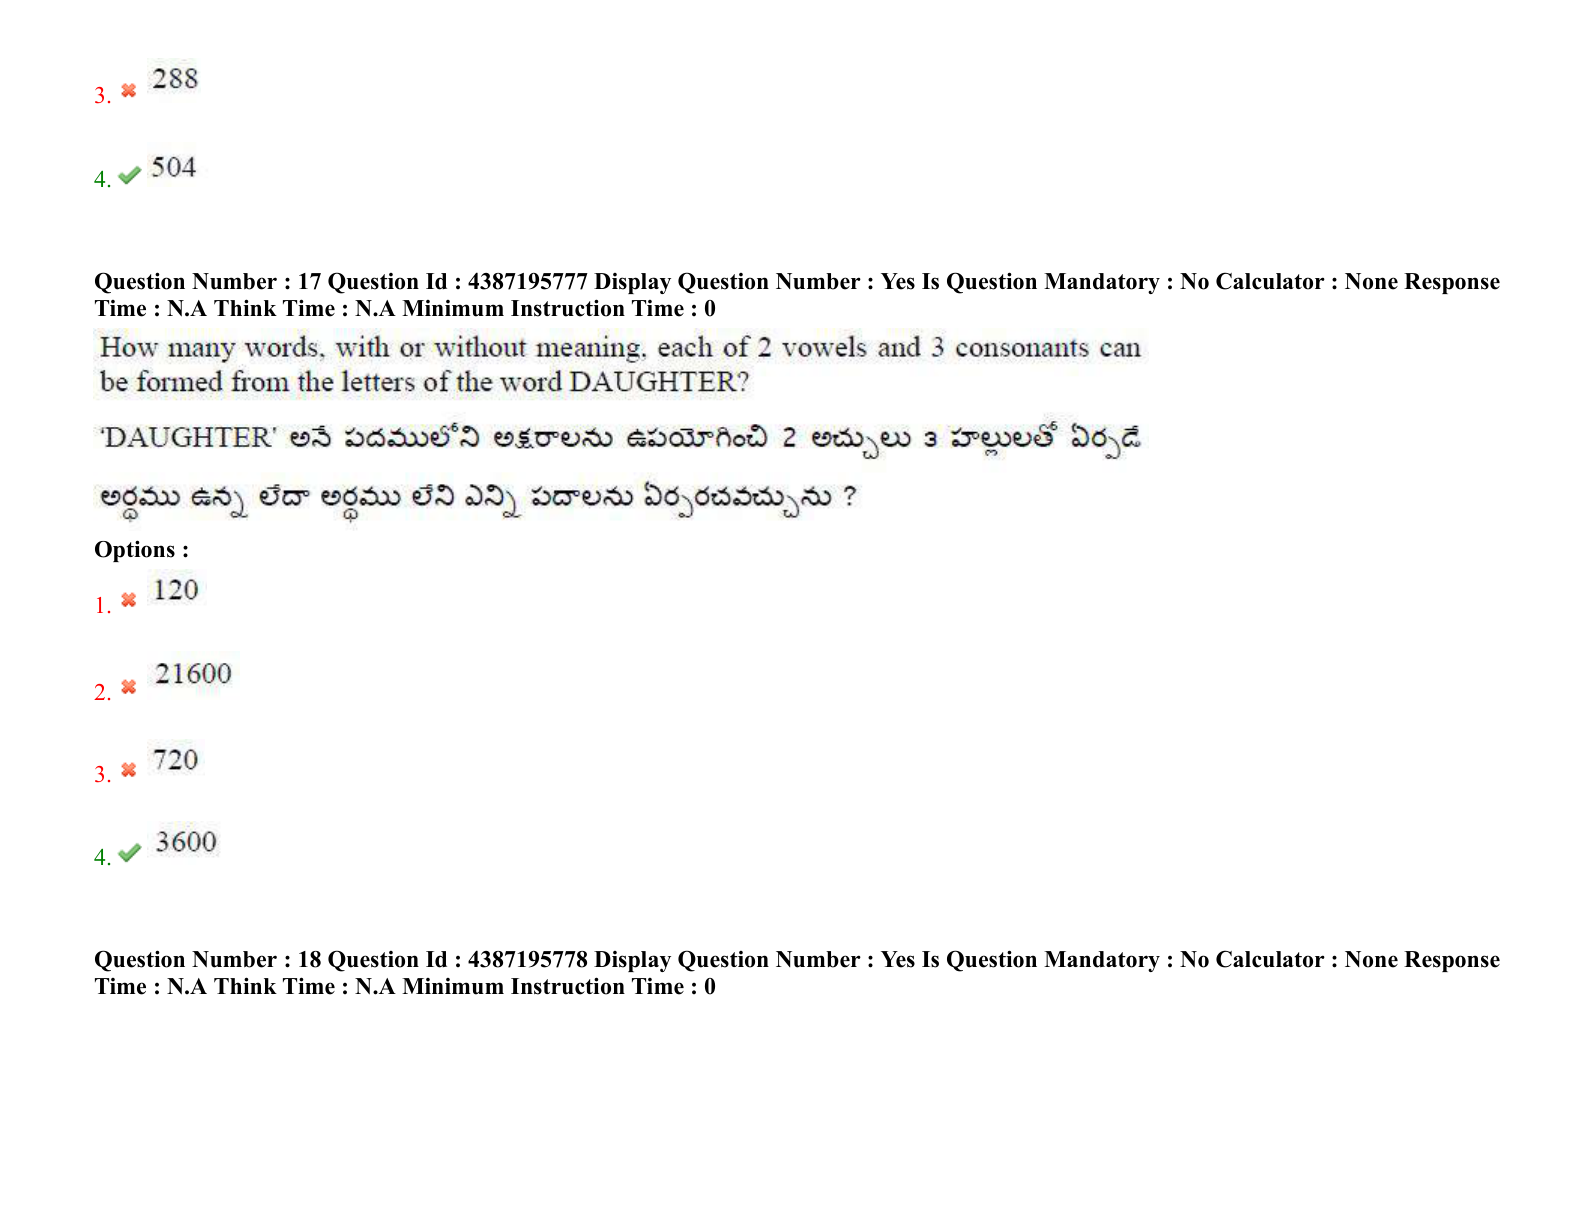 3. 288
4. 504
Question Number : 17 Question Id : 4387195777 Display Question Number : Yes Is Question Mandatory : No Calculator : None Response
Time : N.A Think Time : N.A Minimum Instruction Time : 0
How many words, with or without meaning, each of 2 vowels and 3 consonants can
be formed from the letters of the word DAUGHTER?
‘DAUGHTER' అనే పదములోని అక్షరాలను ఉపయోగించి 2 అచ్చులు 3 హల్లులతో ఏర్పడే
అర్థము ఉన్న లేదా అర్థము లేని ఎన్ని పదాలను ఏర్పరచవచ్చును ?
Options :
1. 120
2. 21600
3. 720
4. 3600
Question Number : 18 Question Id : 4387195778 Display Question Number : Yes Is Question Mandatory : No Calculator : None Response
Time : N.A Think Time : N.A Minimum Instruction Time : 0